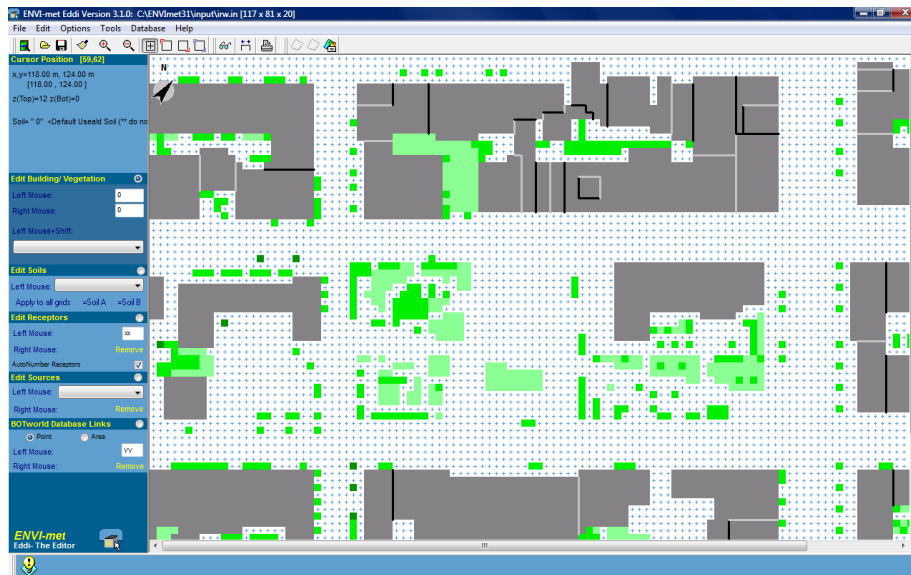 ENVI-met Eddi Version 3.1.0: C:\ENVImet31\input\irw.in [117 x 81 x 20]
File Edit Options Tools Database Help
Cursor Position [59,62]
x,y=118.00 m, 124.00 m
[118.00 , 124.00 ]
z(Top)=12 z(Bot)=0
Soil= " 0" <Default Useald Soil (** do no
N
Edit Building/ Vegetation
Left Mouse: 0
Right Mouse: 0
Left Mouse+Shift:
Edit Soils
Left Mouse:
Apply to all grids =Soil A =Soil B
Edit Receptors
Left Mouse: xx
Right Mouse: Remove
AutoNumber Receptors
Edit Sources
Left Mouse:
Right Mouse: Remove
BOTworld Database Links
Point Area
Left Mouse: YY
Right Mouse: Remove
ENVI-met
Eddi- The Editor